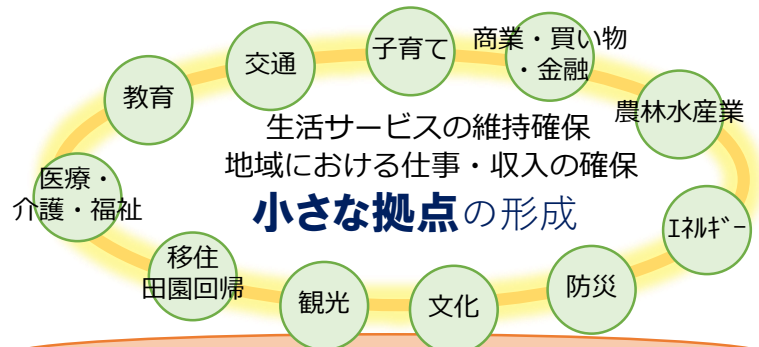 子育て
商業・買い物
・金融
交通
教育
農林水産業
生活サービスの維持確保
地域における仕事・収入の確保
小さな拠点の形成
医療・
介護・福祉
ｴﾈﾙｷﾞｰ
移住
田園回帰
防災
観光
文化